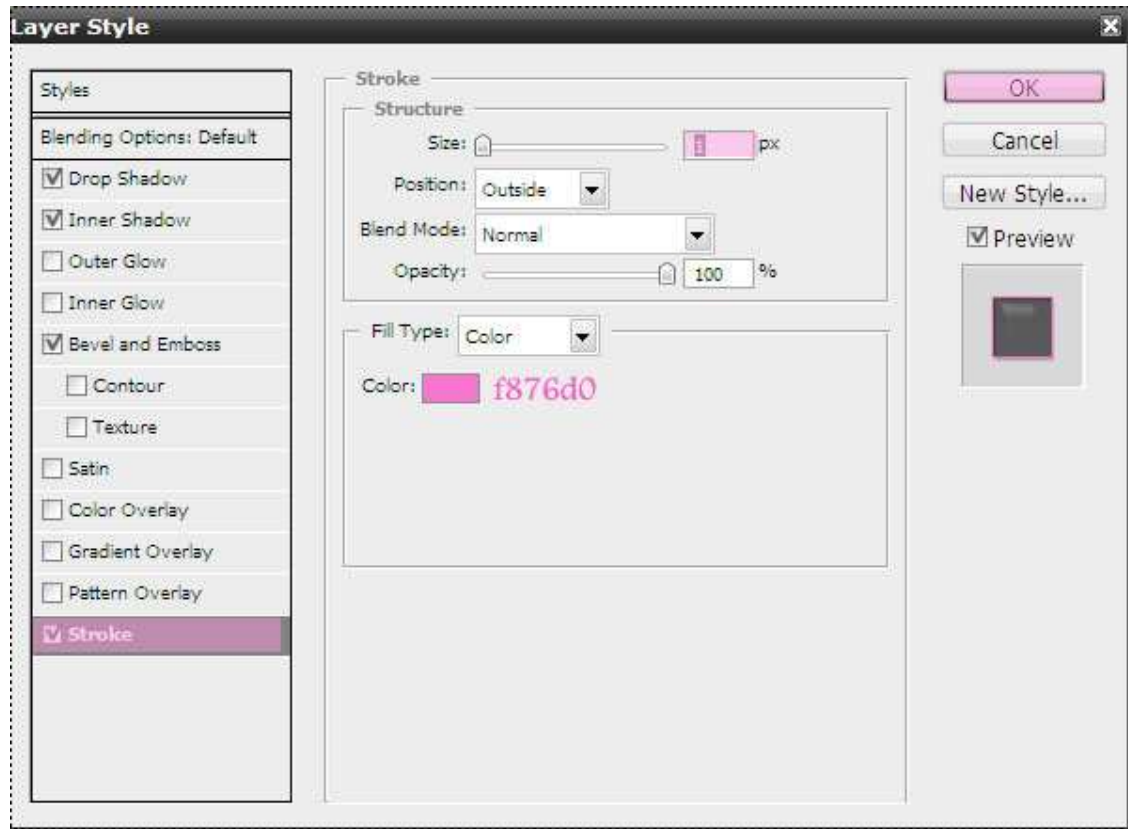 Layer Style
Styles
Blending Options: Default
Drop Shadow
Inner Shadow
Outer Glow
Inner Glow
Bevel and Emboss
Contour
Texture
Satin
Color Overlay
Gradient Overlay
Pattern Overlay
Stroke
Stroke
Structure
Size: 1 px
Position: Outside
Blend Mode: Normal
Opacity: 100 %
Fill Type: Color
Color: f876d0
OK
Cancel
New Style...
Preview